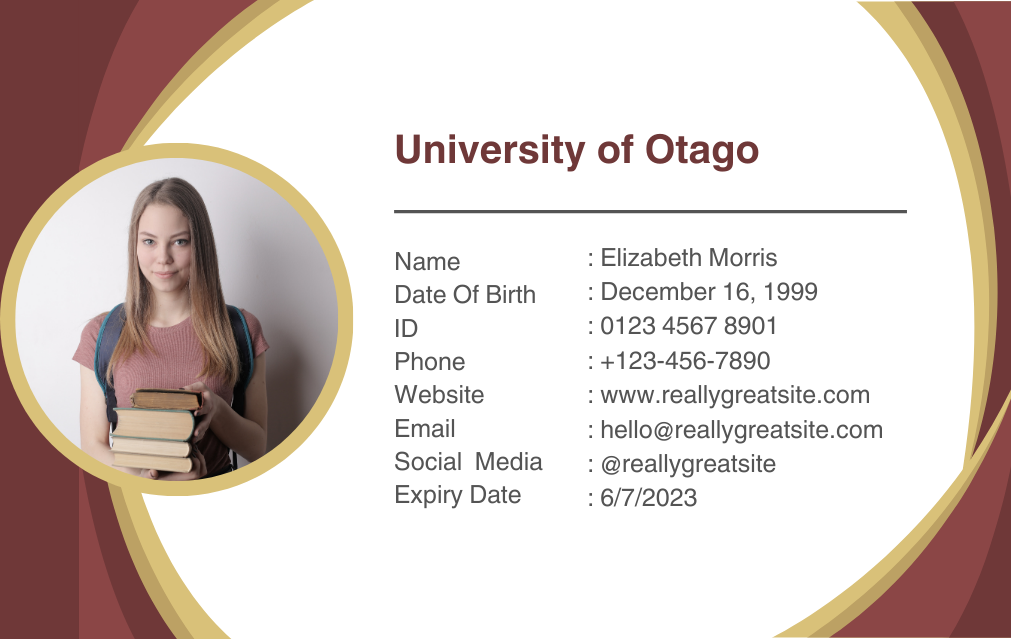 University of Otago
Name : Elizabeth Morris
Date Of Birth : December 16, 1999
ID : 0123 4567 8901
Phone : +123-456-7890
Website : www.reallygreatsite.com
Email : hello@reallygreatsite.com
Social Media : @reallygreatsite
Expiry Date : 6/7/2023